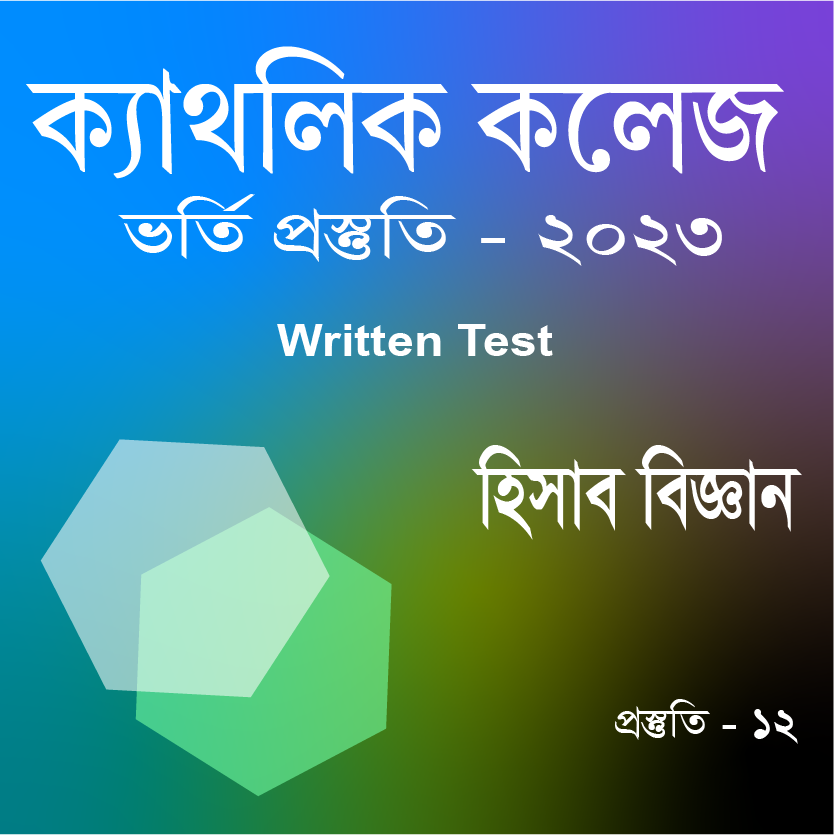 ক্যাথলিক কলেজ
ভর্তি প্রস্তুতি - ২০২৩
Written Test
হিসাব বিজ্ঞান
প্রস্তুতি - ১২